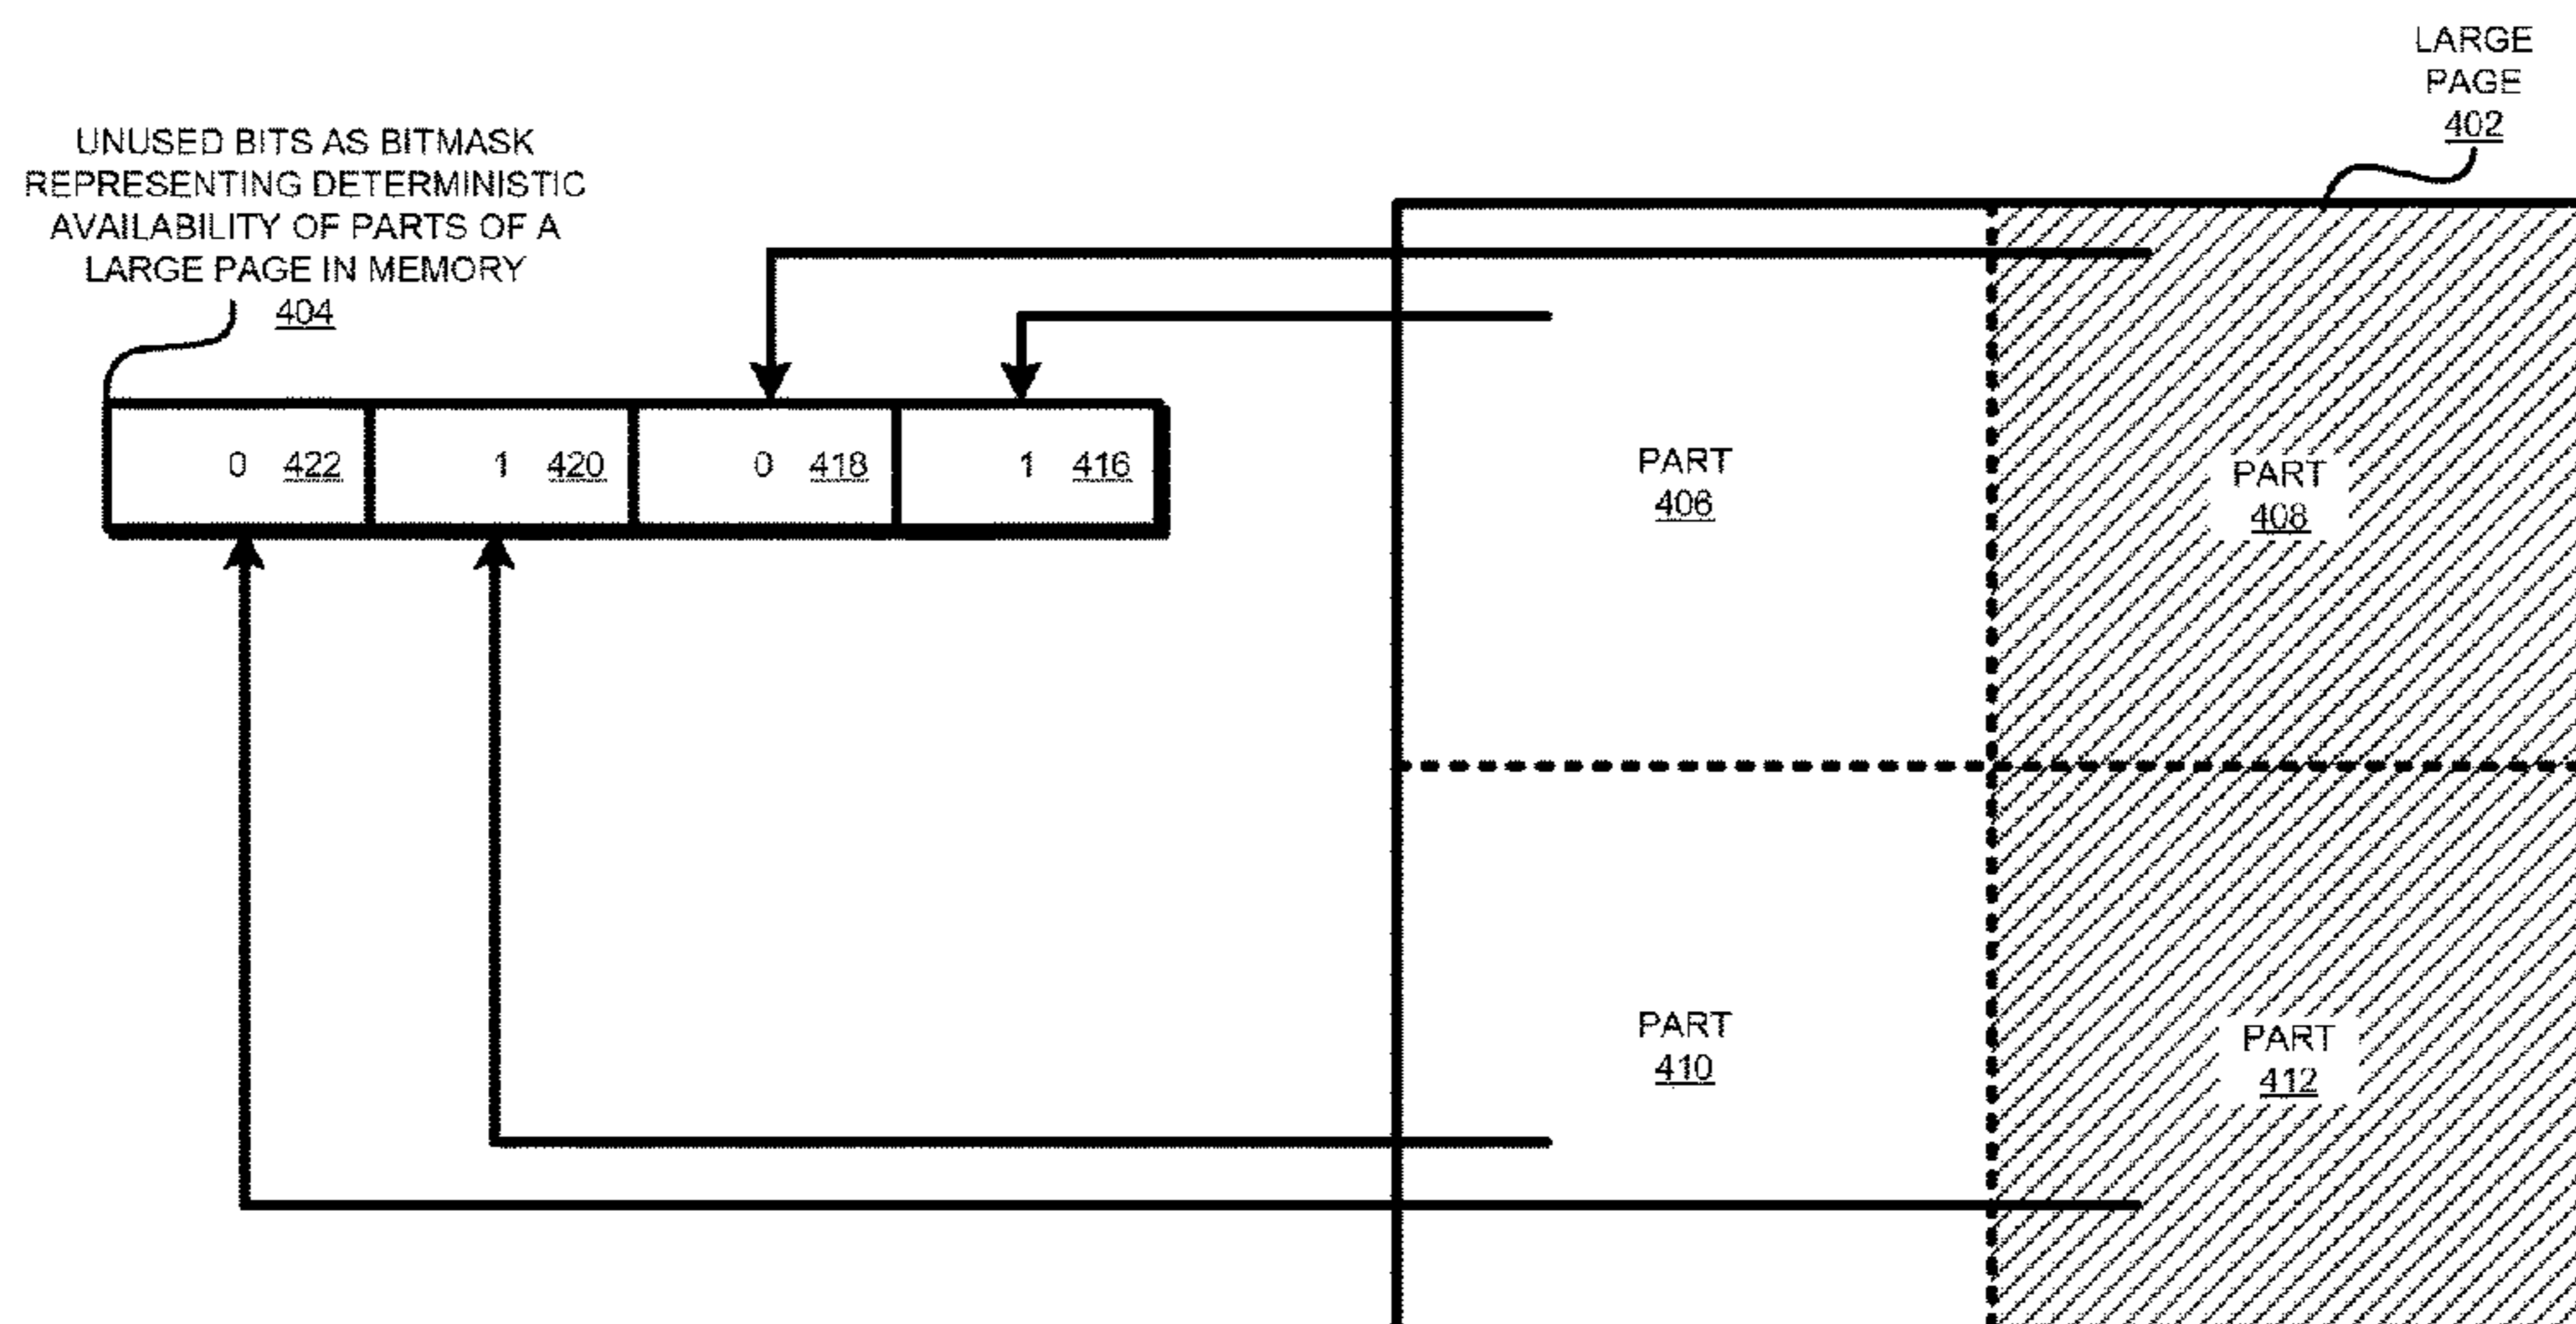 LARGE
PAGE
402
UNUSED BITS AS BITMASK
REPRESENTING DETERMINISTIC
AVAILABILITY OF PARTS OF A
LARGE PAGE IN MEMORY
404
0 422 1 420 0 418 1 416
PART
406
PART
408
PART
410
PART
412